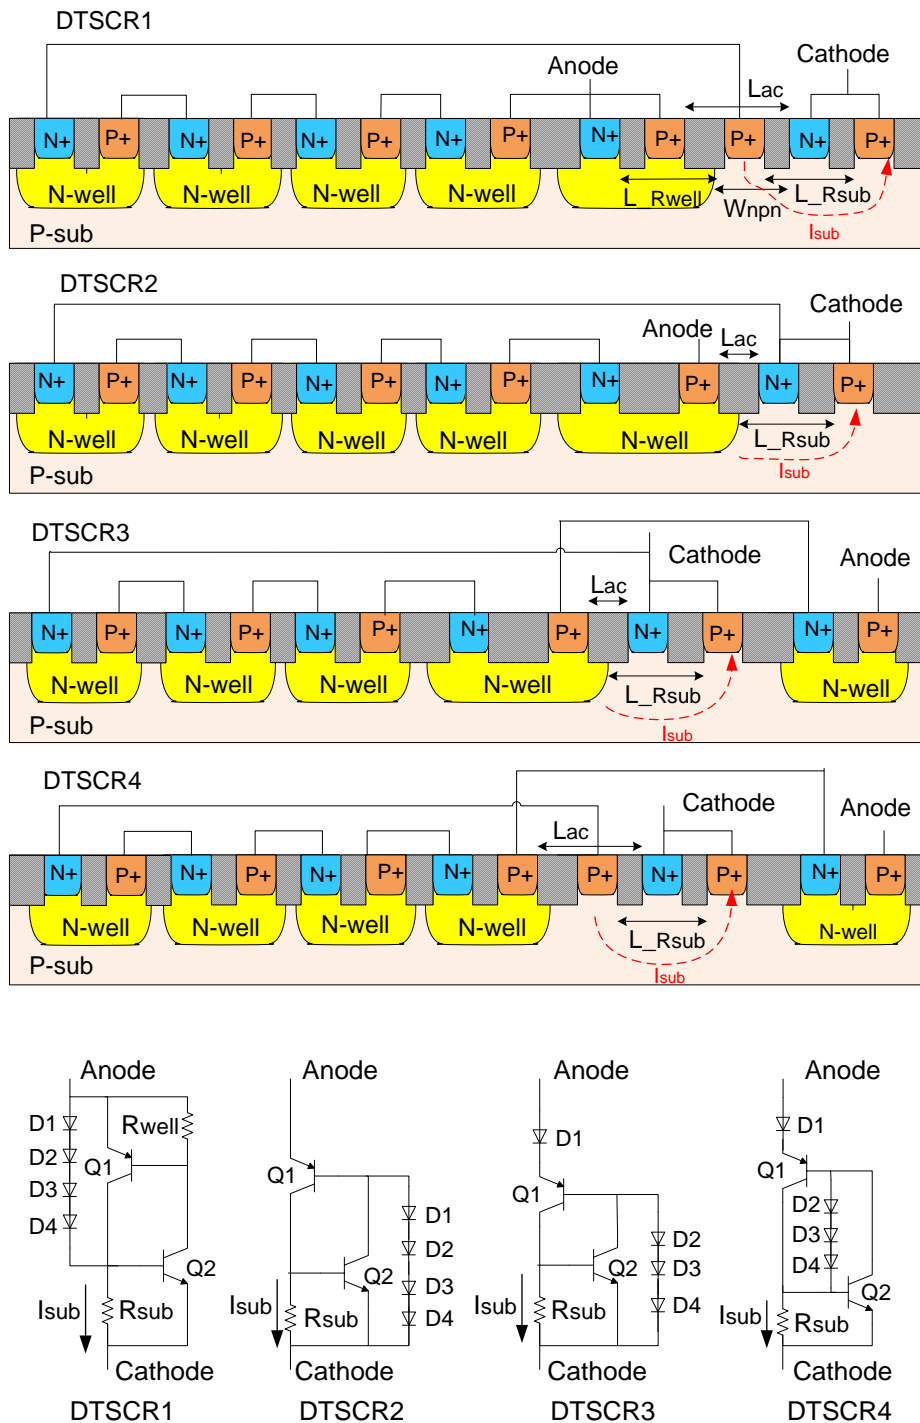 DTSCR1
Anode
Cathode
Lac
N+ P+ N+ P+ N+ P+ N+ P+ N+ P+ P+ N+ P+
N-well N-well N-well N-well L_Rwell Wnpn L_Rsub
P-sub
Isub
DTSCR2
Anode
Lac
Cathode
N+ P+ N+ P+ N+ P+ N+ P+ N+ P+ N+ P+
N-well N-well N-well N-well N-well L_Rsub
P-sub
Isub
DTSCR3
Cathode
Anode
Lac
N+ P+ N+ P+ N+ P+ N+ P+ N+ P+ N+ P+
N-well N-well N-well N-well L_Rsub N-well
P-sub
Isub
DTSCR4
Cathode
Anode
Lac
N+ P+ N+ P+ N+ P+ N+ P+ P+ N+ P+ N+ P+
N-well N-well N-well N-well L_Rsub N-well
P-sub
Isub
Anode
D1
D2
D3
D4
Q1
Rwell
Q2
Isub
Rsub
Cathode
DTSCR1
Anode
Q1
D1
D2
D3
D4
Q2
Isub
Rsub
Cathode
DTSCR2
Anode
D1
Q1
D2
D3
D4
Q2
Isub
Rsub
Cathode
DTSCR3
Anode
D1
Q1
D2
D3
D4
Q2
Isub
Rsub
Cathode
DTSCR4